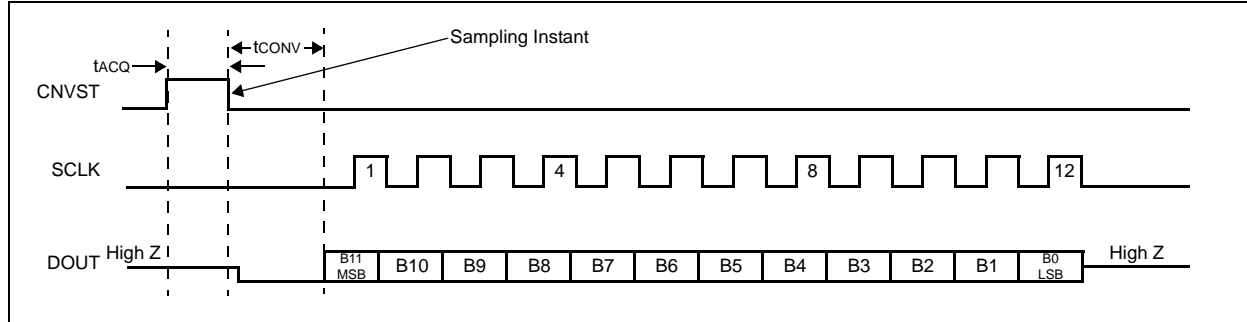 Sampling Instant
tCONV
tACQ
CNVST
SCLK
1
4
8
12
DOUT
High Z
B11
MSB
B10
B9
B8
B7
B6
B5
B4
B3
B2
B1
B0
LSB
High Z